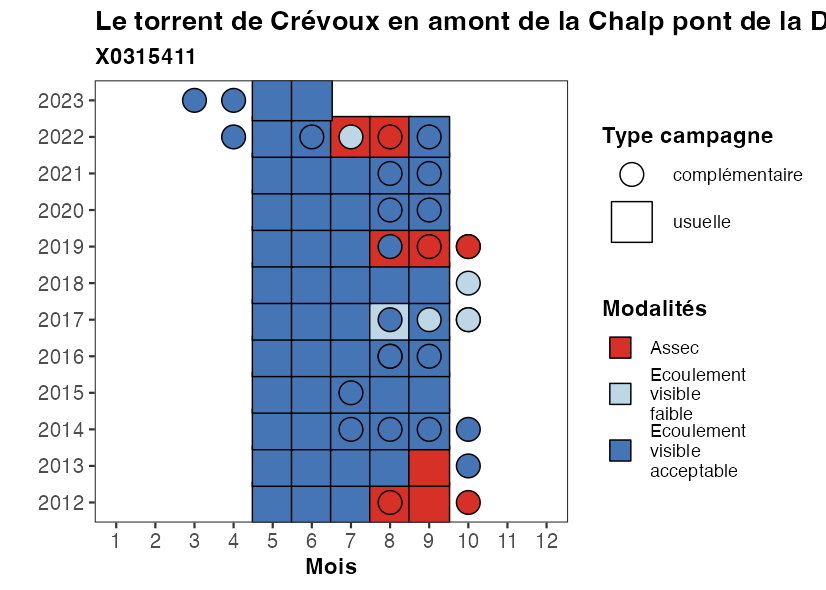 Le torrent de Crévoux en amont de la Chalp pont de la D
X0315411
2023
2022
2021
2020
2019
2018
2017
2016
2015
2014
2013
2012
1 2 3 4 5 6 7 8 9 10 11 12
Mois
Type campagne
complémentaire
usuelle
Modalités
Assec
Ecoulement
visible
faible
Ecoulement
visible
acceptable